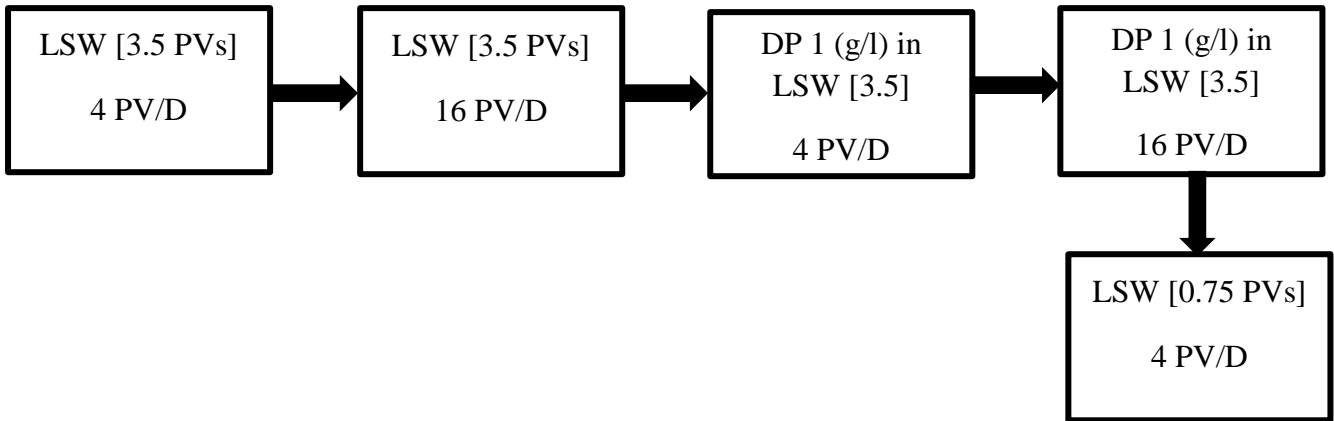 LSW [3.5 PVs]
4 PV/D
LSW [3.5 PVs]
16 PV/D
DP 1 (g/l) in
LSW [3.5]
4 PV/D
DP 1 (g/l) in
LSW [3.5]
16 PV/D
LSW [0.75 PVs]
4 PV/D